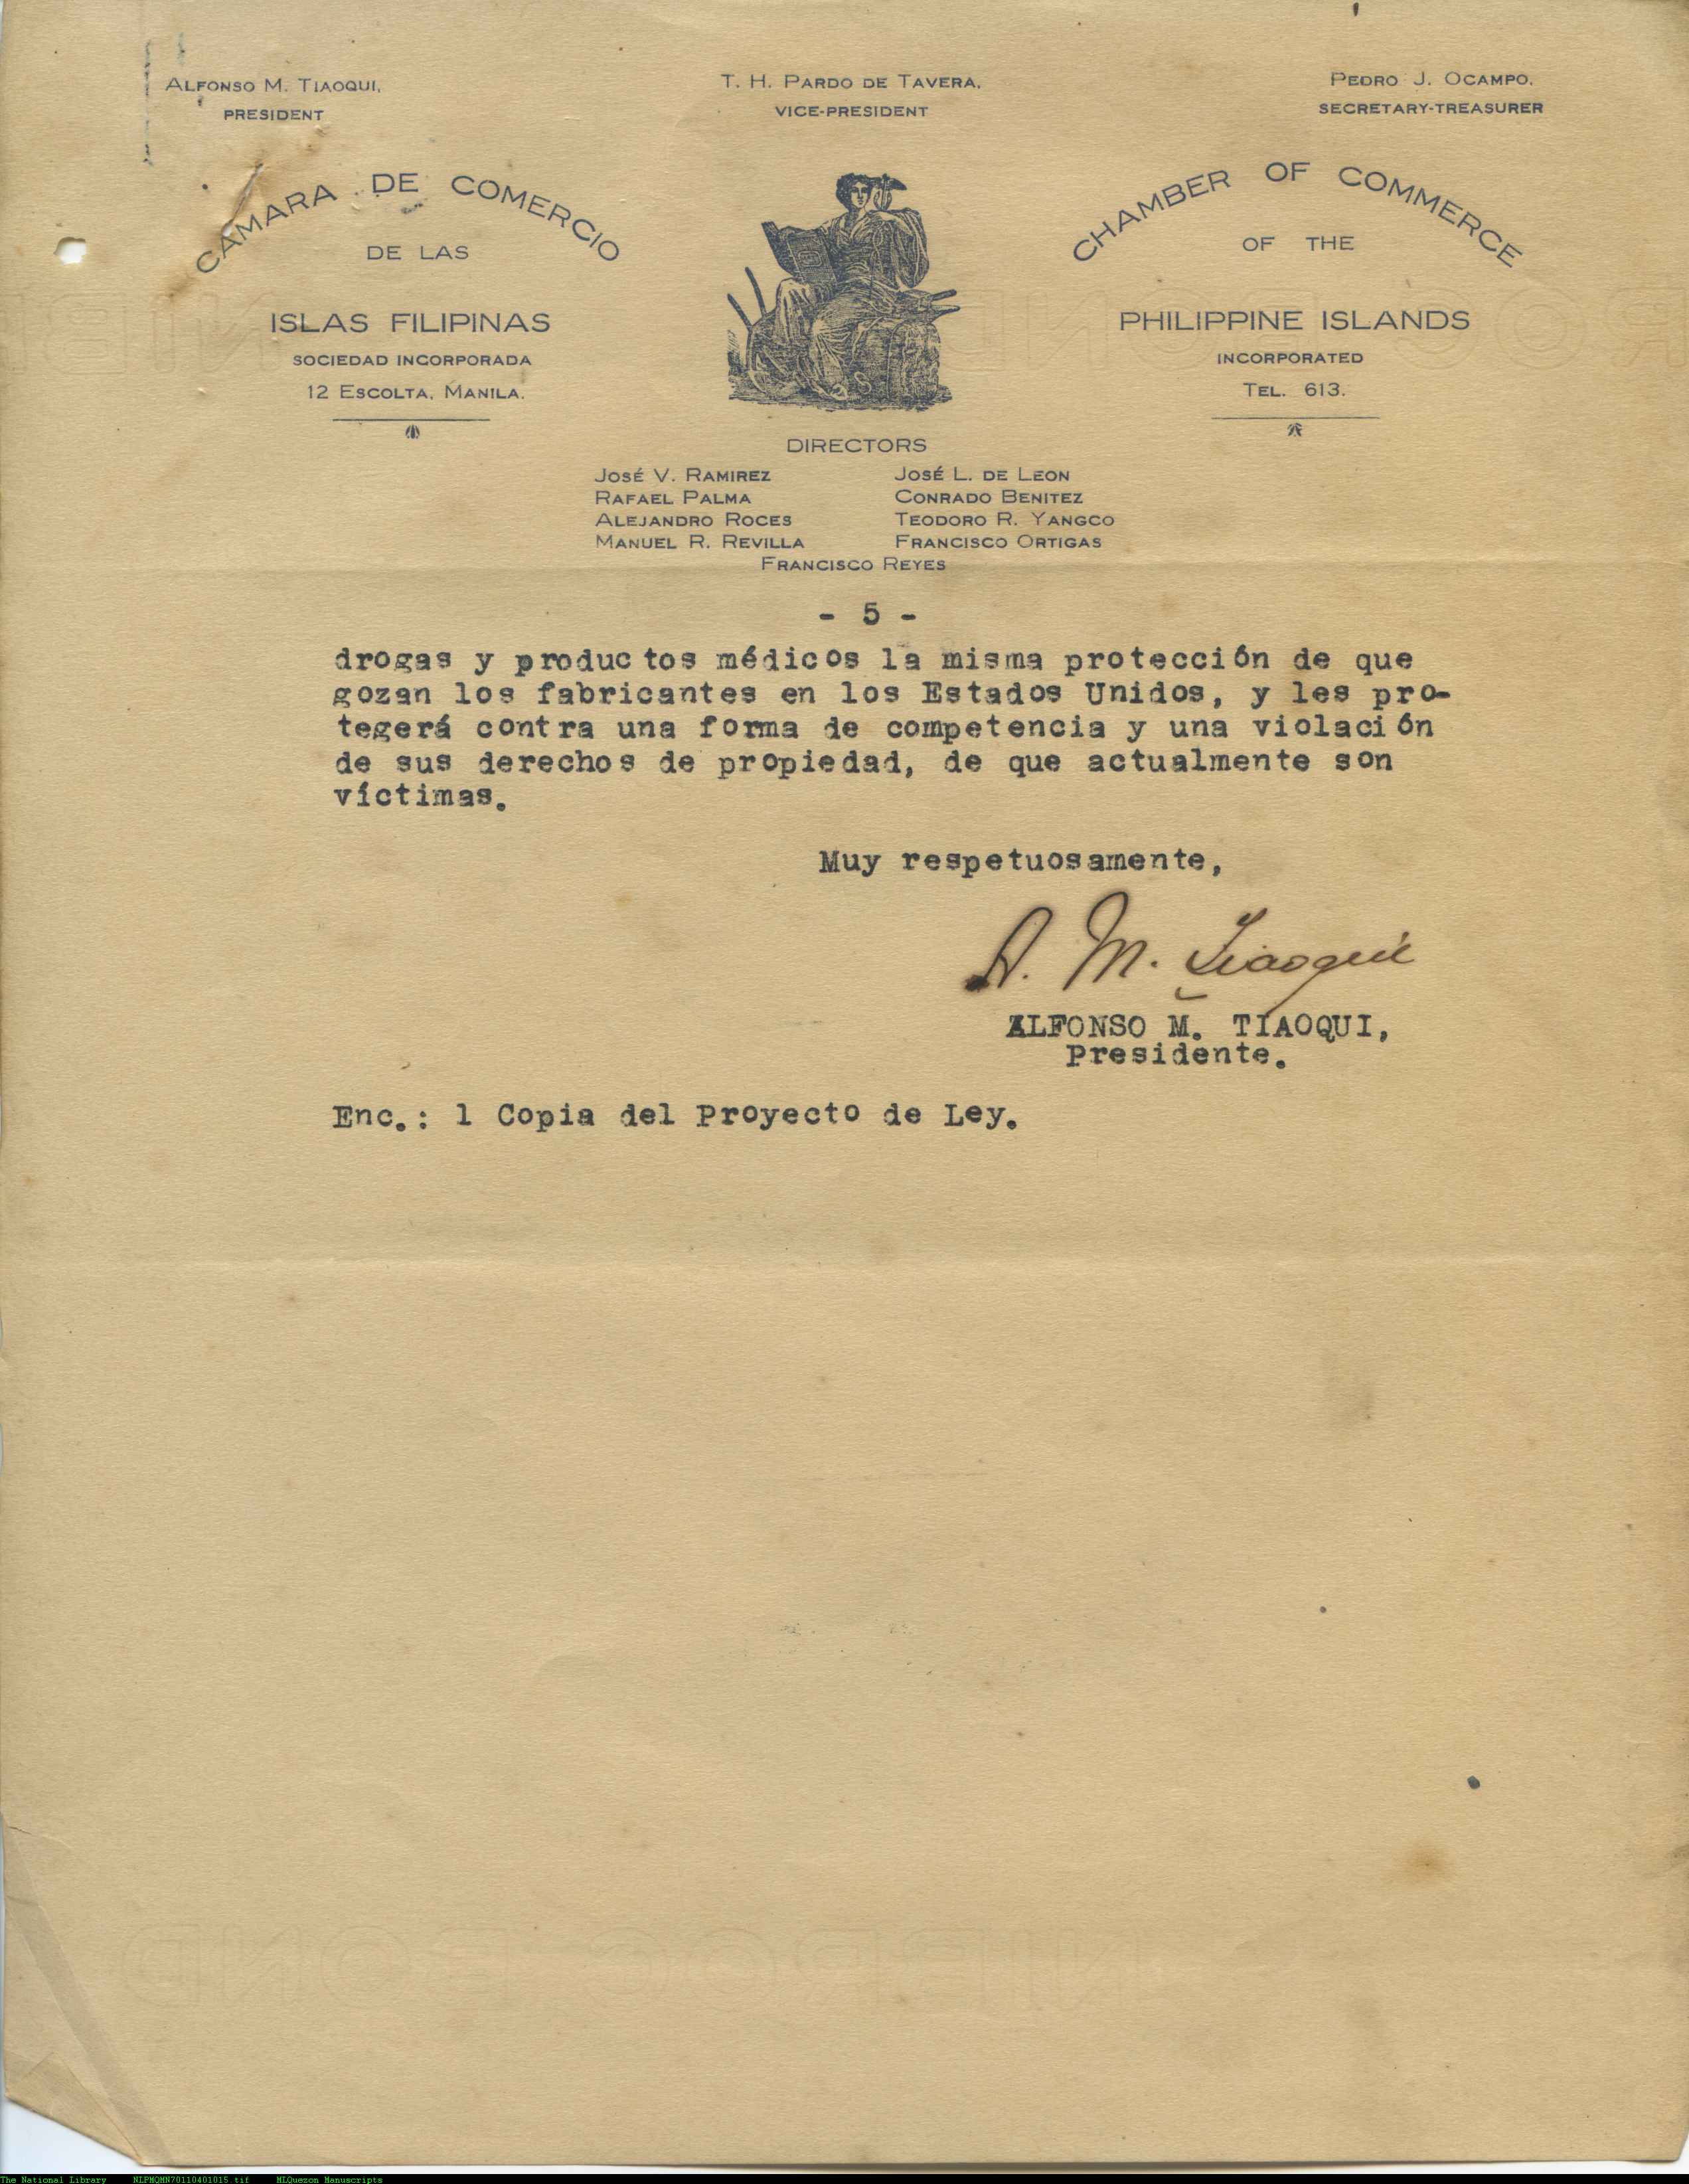 ALFONSO M. TIAOQUI,
PRESIDENT
T. H. PARDO DE TAVERA,
VICE-PRESIDENT
PEDRO J. OCAMPO.
SECRETARY-TREASURER
CÁMARA DE COMERCIO
DE LAS
ISLAS FILIPINAS
SOCIEDAD INCORPORADA
12 ESCOLTA, MANILA.
CHAMBER OF COMMERCE
OF THE
PHILIPPINE ISLANDS
INCORPORATED
TEL. 613.
DIRECTORS
JOSÉ V. RAMIREZ
RAFAEL PALMA
ALEJANDRO ROCES
MANUEL R. REVILLA
JOSÉ L. DE LEON
CONRADO BENITEZ
TEODORO R. YANGCO
FRANCISCO ORTIGAS
FRANCISCO REYES
- 5 -
drogas y productos médicos la misma protección de que
gozan los fabricantes en los Estados Unidos, y les pro-
tegerá contra una forma de competencia y una violación
de sus derechos de propiedad, de que actualmente son
víctimas.
Muy respetuosamente,
A. M. Tiaoqui
ALFONSO M. TIAOQUI,
Presidente.
Enc.: 1 Copia del Proyecto de Ley.
The National Library NLPMQMN70110401015.tif MLQuezon Manuscripts